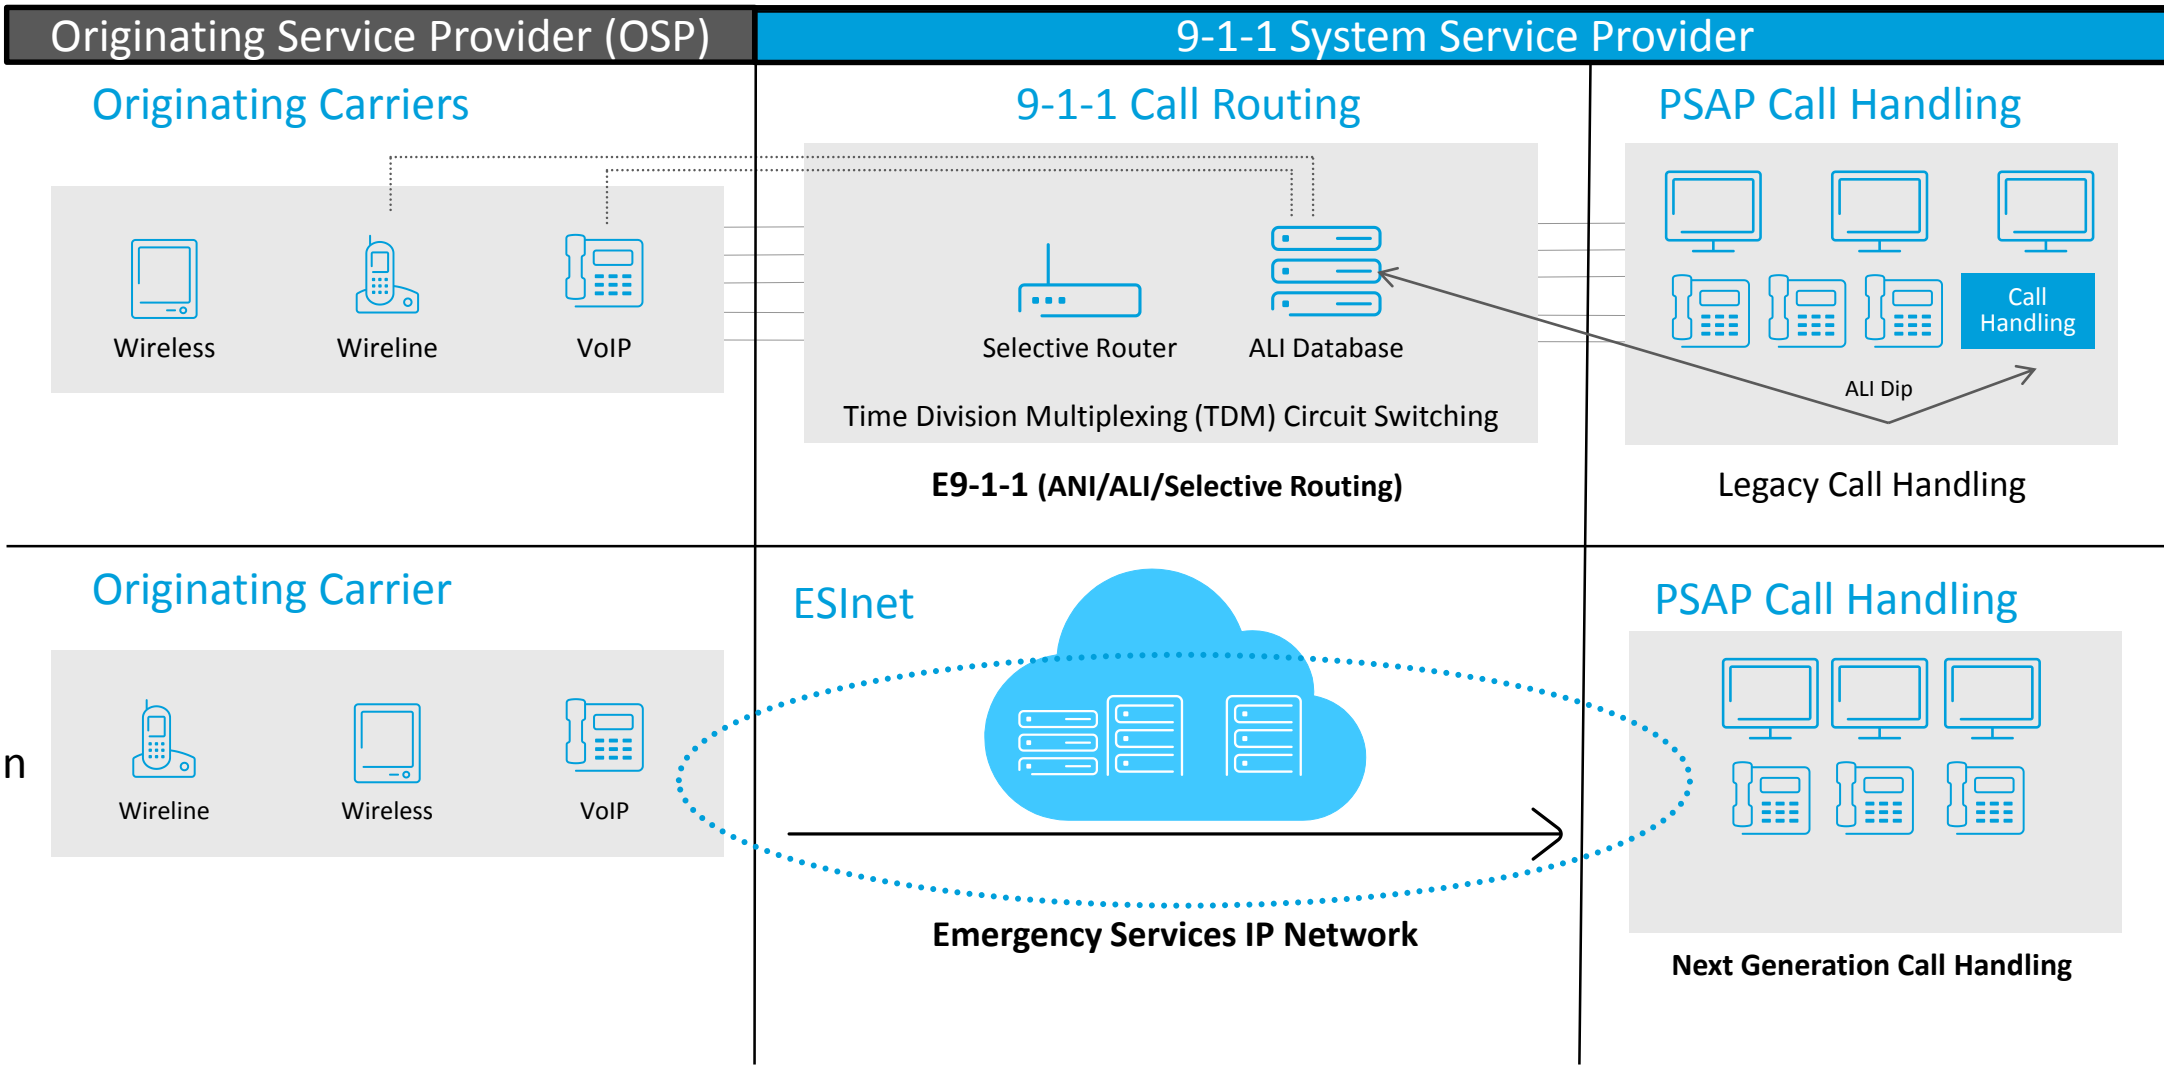 Originating Service Provider (OSP)
9-1-1 System Service Provider
Originating Carriers
9-1-1 Call Routing
PSAP Call Handling
Wireless
Wireline
VoIP
Selective Router
ALI Database
Call
Handling
ALI Dip
Time Division Multiplexing (TDM) Circuit Switching
E9-1-1 (ANI/ALI/Selective Routing)
Legacy Call Handling
Originating Carrier
ESInet
PSAP Call Handling
n
Wireline
Wireless
VoIP
Emergency Services IP Network
Next Generation Call Handling